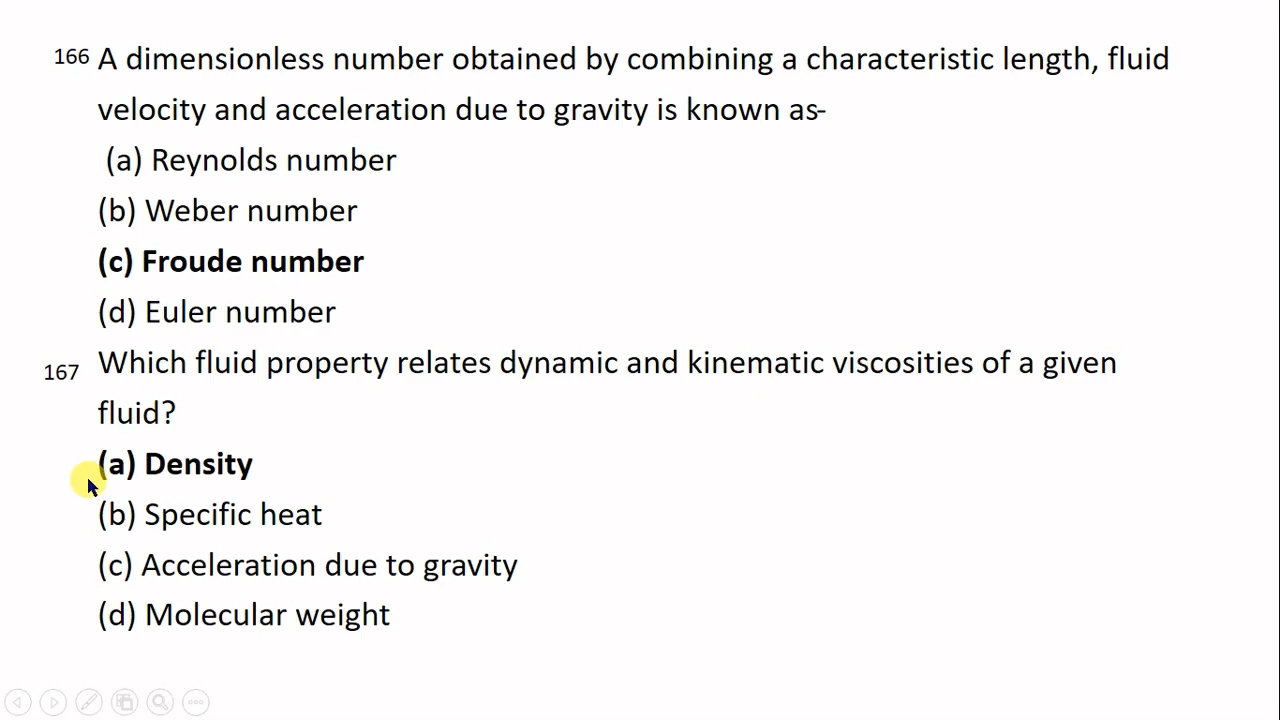 166 A dimensionless number obtained by combining a characteristic length, fluid
velocity and acceleration due to gravity is known as-
(a) Reynolds number
(b) Weber number
(c) Froude number
(d) Euler number
167 Which fluid property relates dynamic and kinematic viscosities of a given
fluid?
(a) Density
(b) Specific heat
(c) Acceleration due to gravity
(d) Molecular weight